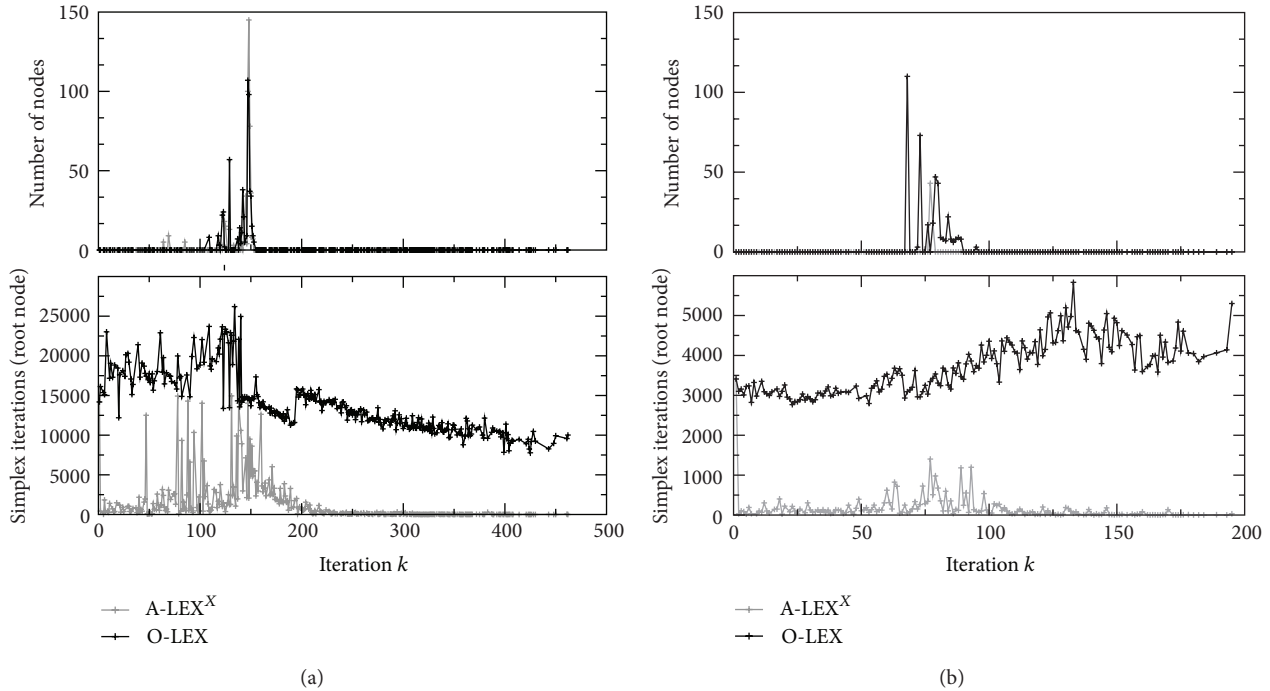 150
100
50
0
Number of nodes
25000
20000
15000
10000
5000
0
Simplex iterations (root node)
0 100 200 300 400 500
Iteration k
A-LEX^X
O-LEX
(a)
150
100
50
0
Number of nodes
5000
4000
3000
2000
1000
0
Simplex iterations (root node)
0 50 100 150 200
Iteration k
A-LEX^X
O-LEX
(b)